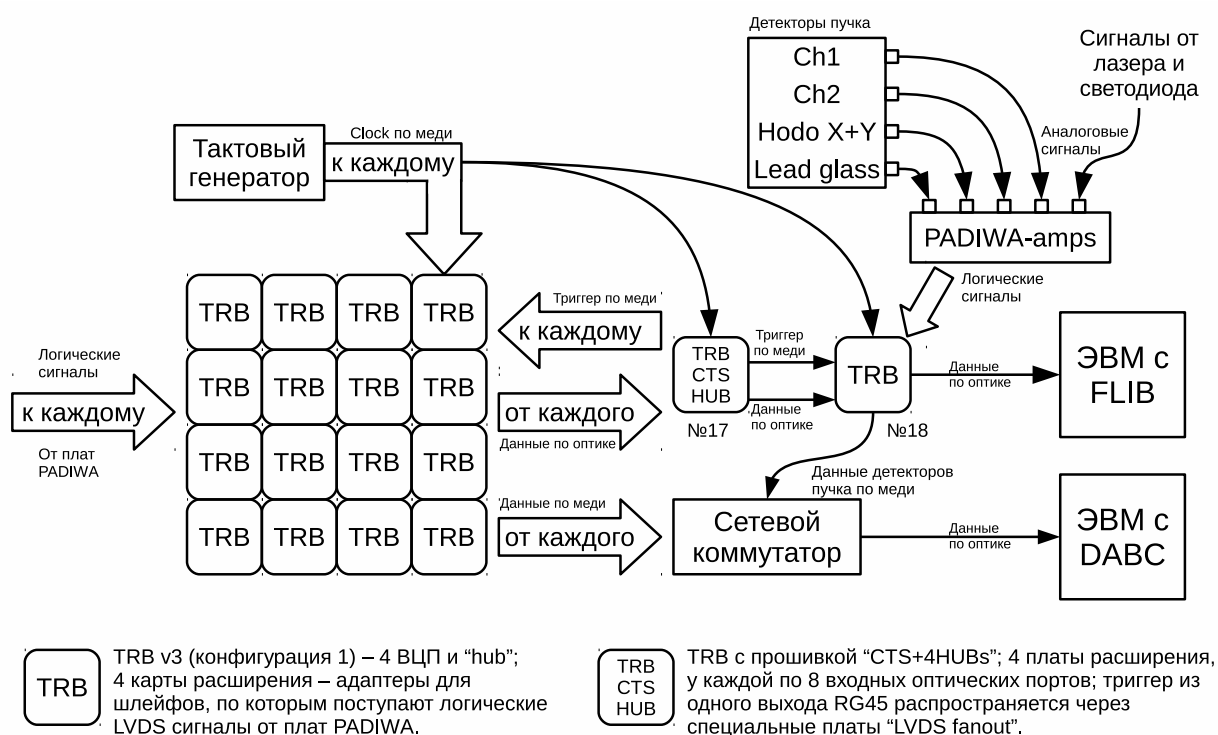 Детекторы пучка
Ch1
Ch2
Hodo X+Y
Lead glass
Сигналы от
лазера и
светодиода
Аналоговые
сигналы
PADIWA-amps
Логические
сигналы
Тактовый
генератор
Clock по меди
к каждому
TRB TRB TRB TRB
TRB TRB TRB TRB
TRB TRB TRB TRB
TRB TRB TRB TRB
Логические
сигналы
к каждому
От плат
PADIWA
Триггер по меди
к каждому
от каждого
Данные по оптике
Данные по меди
от каждого
TRB
CTS
HUB
№17
Триггер
по меди
Данные
по оптике
TRB
№18
Данные
по оптике
ЭВМ с
FLIB
Данные детекторов
пучка по меди
Сетевой
коммутатор
Данные
по оптике
ЭВМ с
DABC
TRB
TRB v3 (конфигурация 1) – 4 ВЦП и “hub”;
4 карты расширения – адаптеры для
шлейфов, по которым поступают логические
LVDS сигналы от плат PADIWA.
TRB
CTS
HUB
TRB с прошивкой “CTS+4HUBs”; 4 платы расширения,
у каждой по 8 входных оптических портов; триггер из
одного выхода RG45 распространяется через
специальные платы “LVDS fanout”.